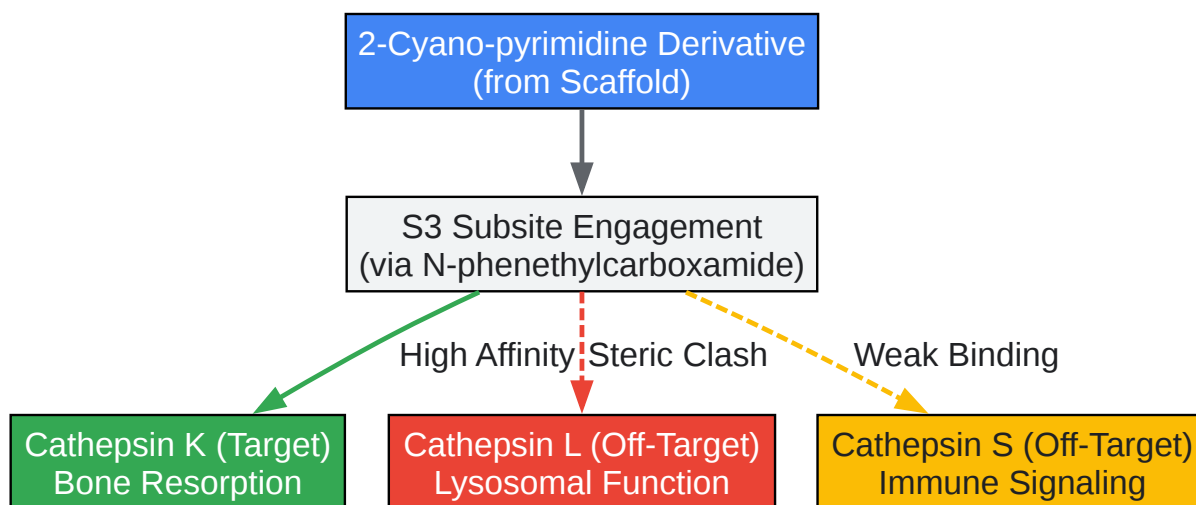 2-Cyano-pyrimidine Derivative
(from Scaffold)
S3 Subsite Engagement
(via N-phenethylcarboxamide)
High Affinity
Steric Clash
Weak Binding
Cathepsin K (Target)
Bone Resorption
Cathepsin L (Off-Target)
Lysosomal Function
Cathepsin S (Off-Target)
Immune Signaling